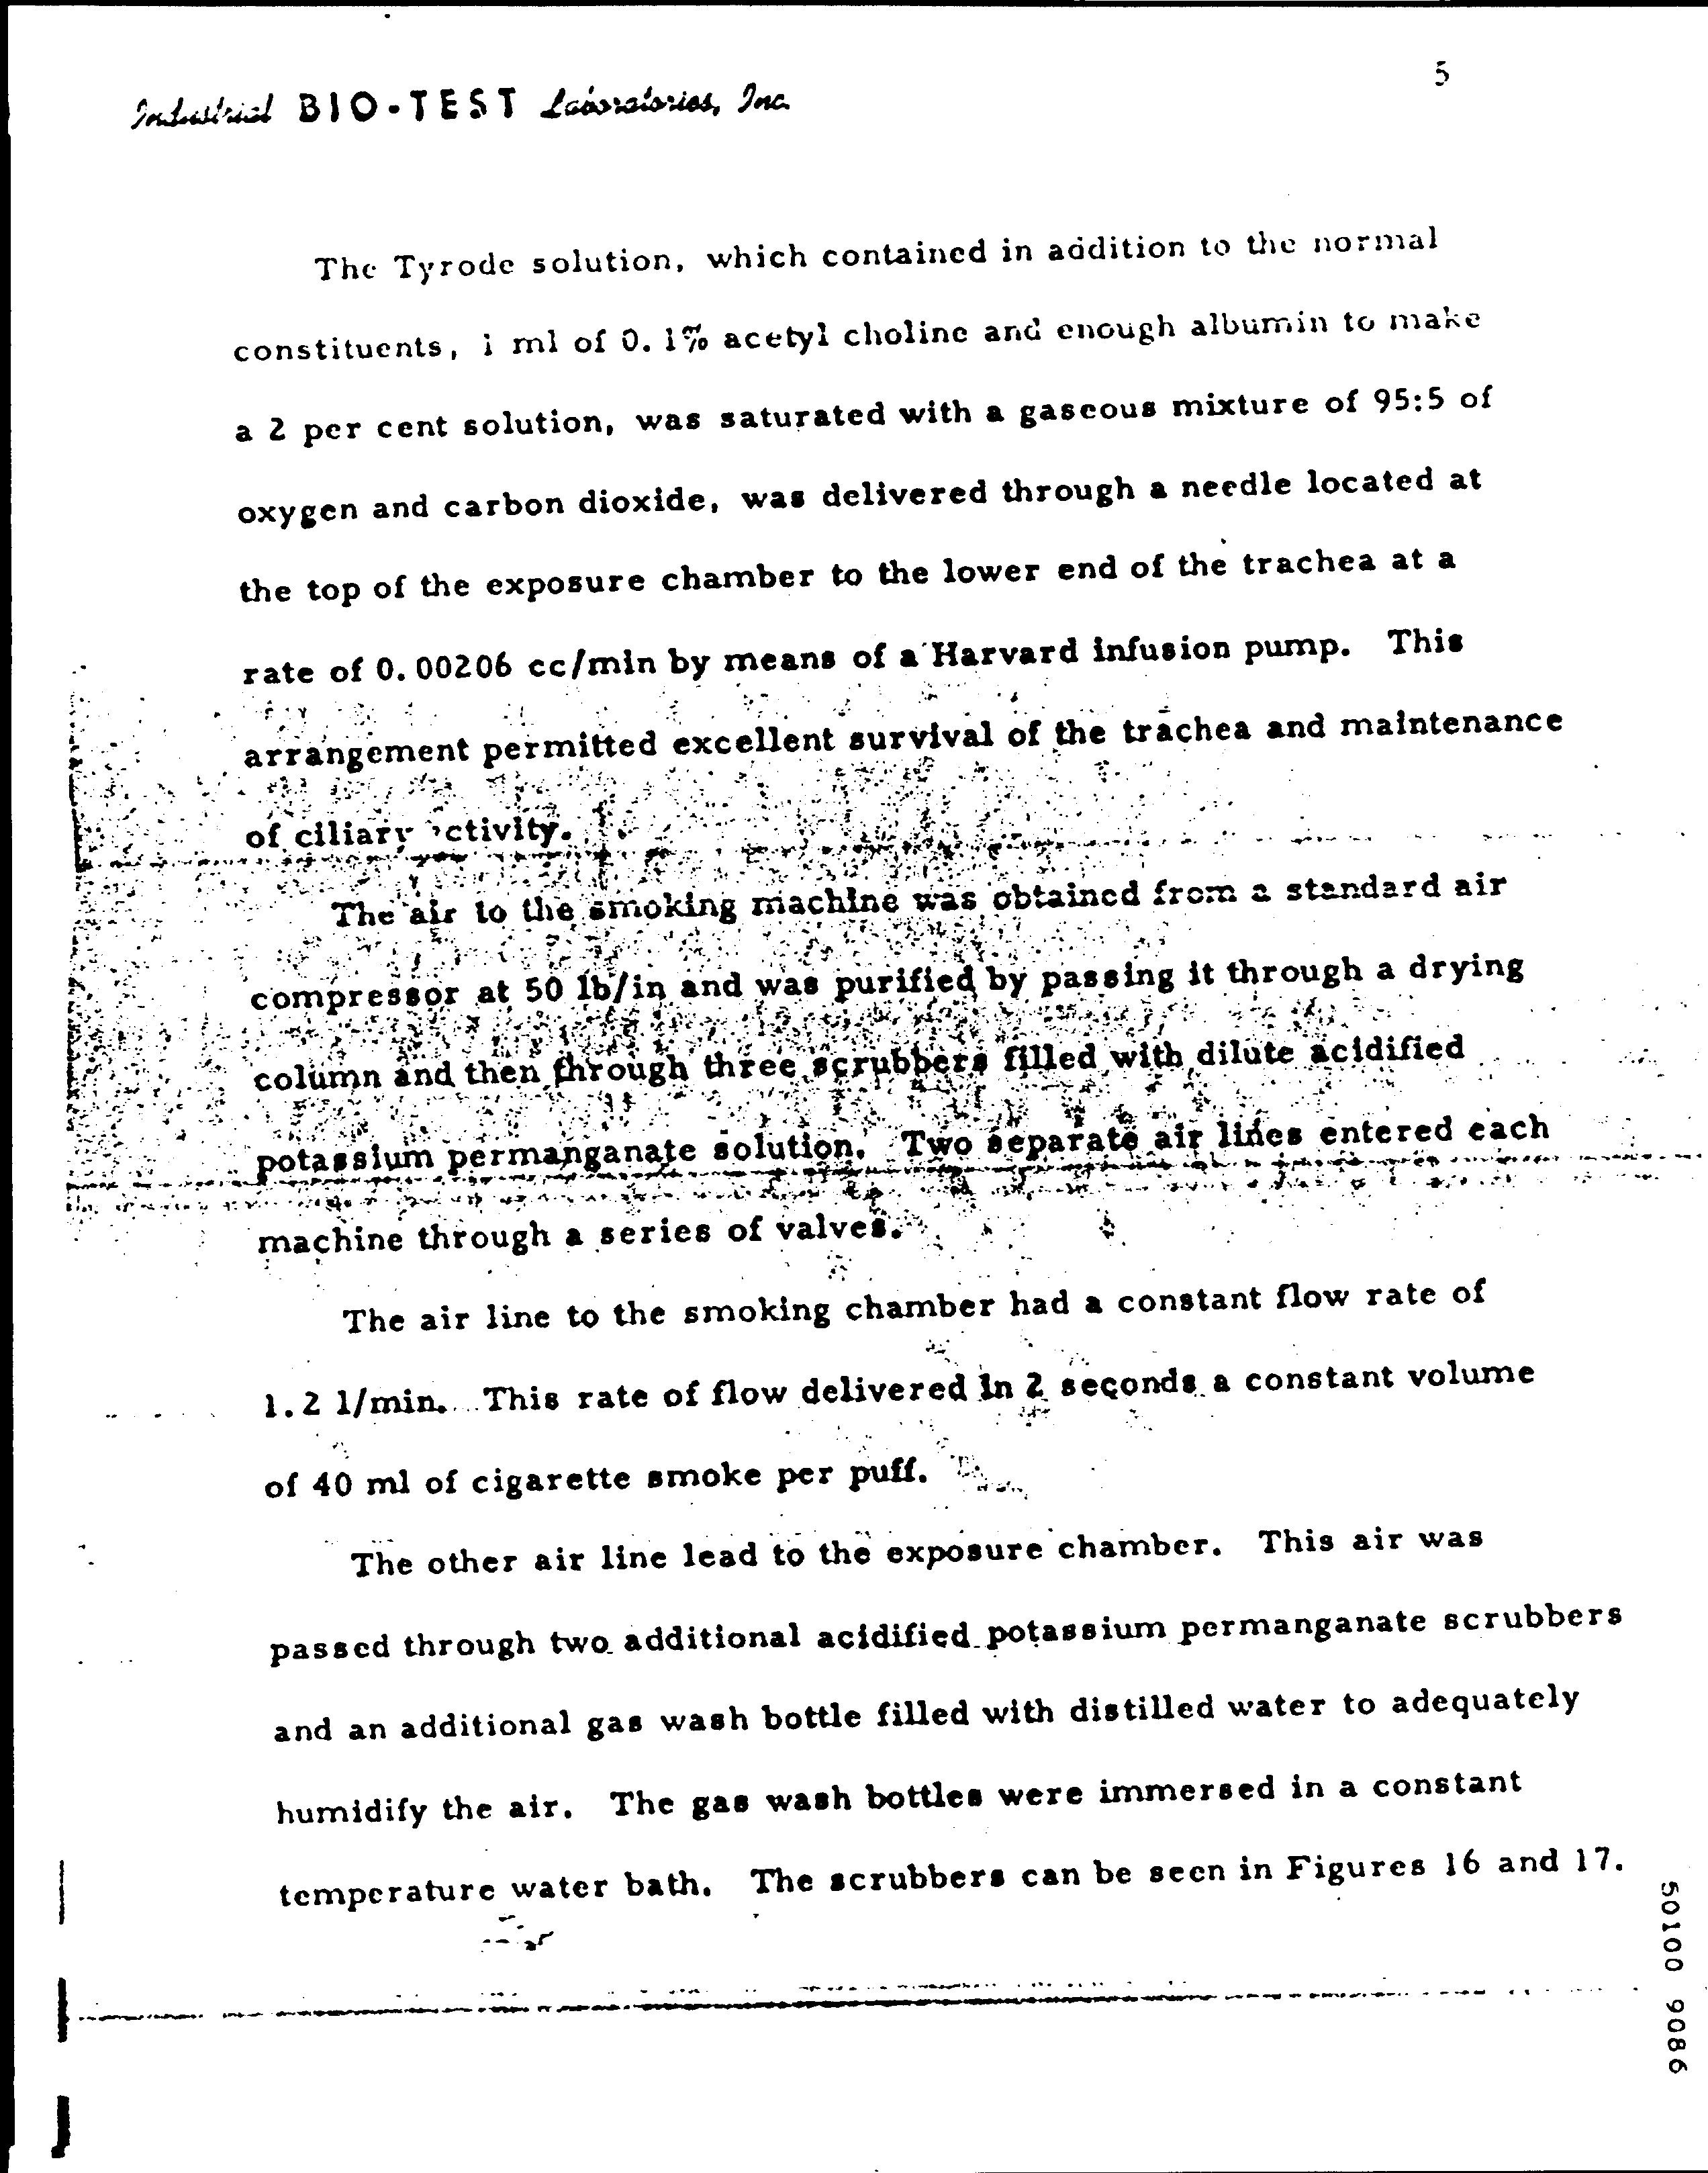 5
Industrial BIO-TEST Laboratories, Inc.
The Tyrode solution, which contained in addition to the normal
constituents, 1 ml of 0.1% acetyl choline and enough albumin to make
a 2 per cent solution, was saturated with a gaseous mixture of 95:5 of
oxygen and carbon dioxide, was delivered through a needle located at
the top of the exposure chamber to the lower end of the trachea at a
rate of 0.00206 cc/min by means of a Harvard infusion pump. This
arrangement permitted excellent survival of the trachea and maintenance
of ciliary activity.
The air to the smoking machine was obtained from a standard air
compressor at 50 lb/in and was purified by passing it through a drying
column and then through three scrubbers filled with dilute acidified
potassium permanganate solution. Two separate air lines entered each
machine through a series of valves.
The air line to the smoking chamber had a constant flow rate of
1.2 l/min. This rate of flow delivered in 2 seconds a constant volume
of 40 ml of cigarette smoke per puff.
The other air line lead to the exposure chamber. This air was
passed through two additional acidified potassium permanganate scrubbers
and an additional gas wash bottle filled with distilled water to adequately
humidify the air. The gas wash bottles were immersed in a constant
temperature water bath. The scrubbers can be seen in Figures 16 and 17.
50100 9086